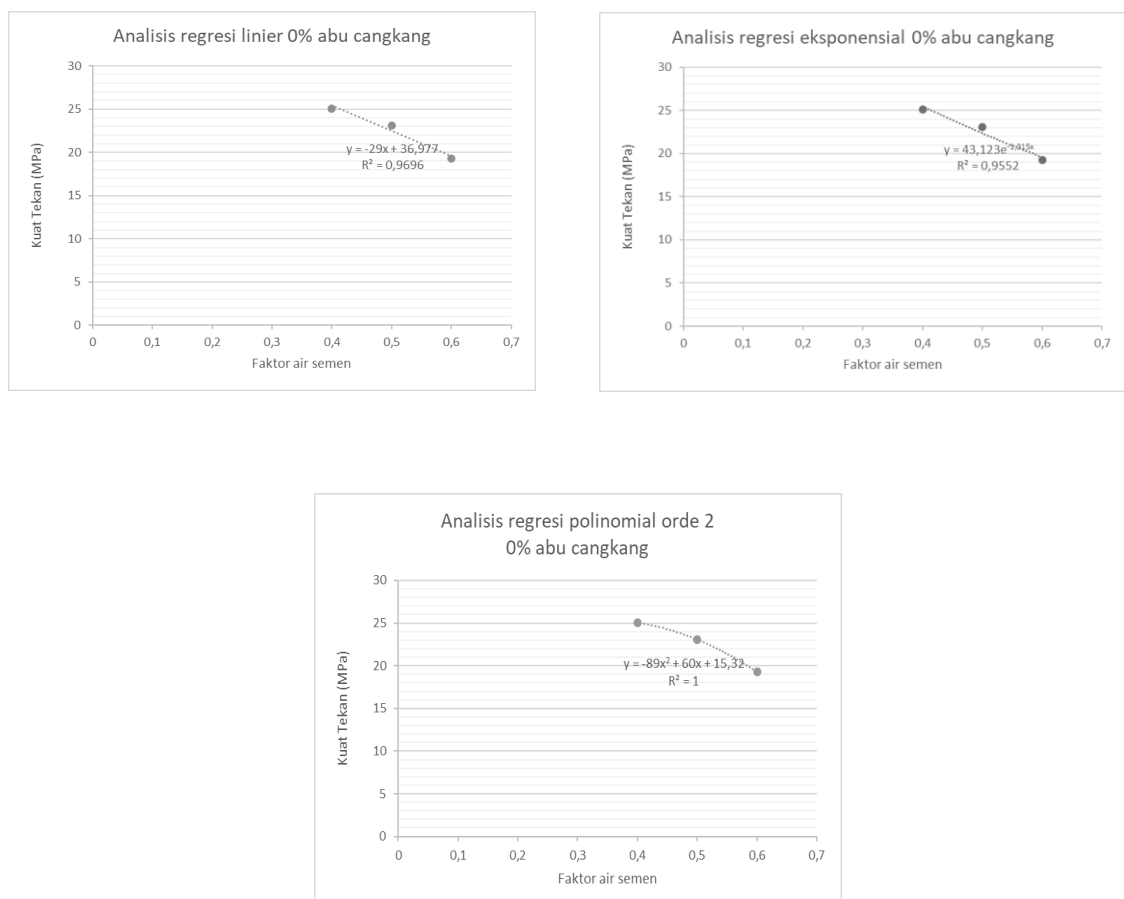 Analisis regresi linier 0% abu cangkang
30
25
20
15
10
5
0
Kuat Tekan (MPa)
y = -29x + 36,977
R² = 0,9696
0 0,1 0,2 0,3 0,4 0,5 0,6 0,7
Faktor air semen
Analisis regresi eksponensial 0% abu cangkang
30
25
20
15
10
5
0
Kuat Tekan (MPa)
y = 43,123e
R² = 0,9552
0 0,1 0,2 0,3 0,4 0,5 0,6 0,7
Faktor air semen
Analisis regresi polinomial orde 2
0% abu cangkang
30
25
20
15
10
5
0
Kuat Tekan (MPa)
y = -89x² + 60x + 15,32
R² = 1
0 0,1 0,2 0,3 0,4 0,5 0,6 0,7
Faktor air semen